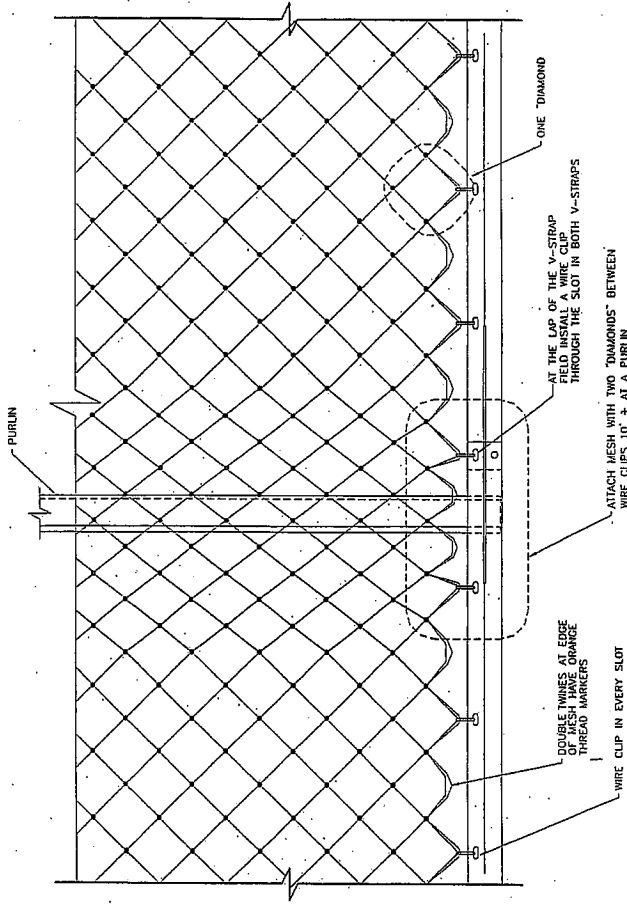 PURLIN
ONE "DIAMOND
AT THE LAP OF THE V-STRAP
FIELD INSTALL A WIRE CLIP
THROUGH THE SLOT IN BOTH V-STRAPS
ATTACH MESH WITH TWO "DIAMONDS" BETWEEN
WIRE CLIPS 10" + AT A PURLIN
DOUBLE TWINES AT EDGE
OF MESH HAVE ORANGE
THREAD MARKERS
WIRE CLIP IN EVERY SLOT